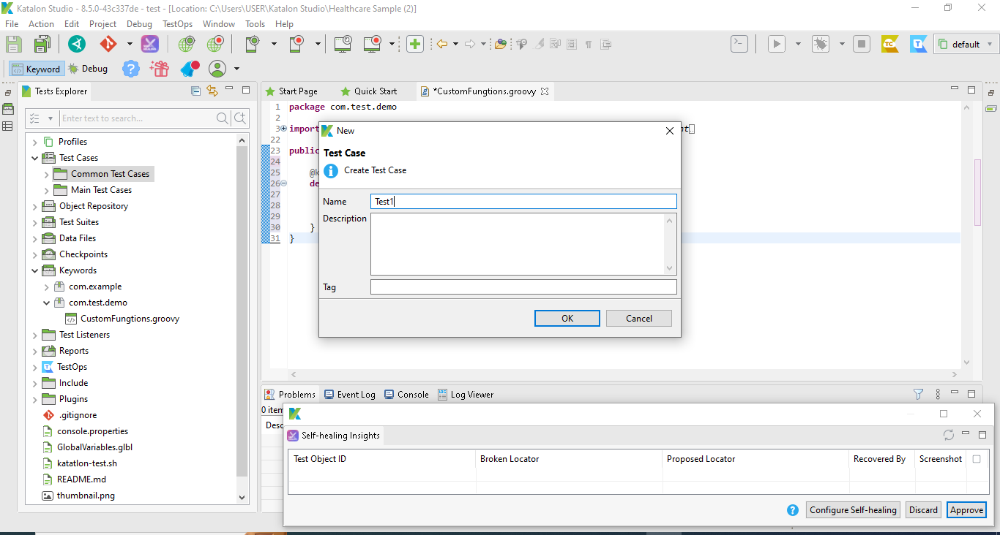 Katalon Studio - 8.5.0-43c337de - test - [Location: C:\Users\USER\Katalon Studio\Healthcare Sample (2)]
File Action Edit Project Debug TestOps Window Tools Help
TC T default
Keyword Debug
Tests Explorer
Start Page Quick Start *CustomFungtions.groovy
Enter text to search...
Profiles
Test Cases
Common Test Cases
Main Test Cases
Object Repository
Test Suites
Data Files
Checkpoints
Keywords
com.example
com.test.demo
CustomFungtions.groovy
Test Listeners
Reports
TestOps
Include
Plugins
.gitignore
console.properties
GlobalVariables.glbl
katatlon-test.sh
README.md
thumbnail.png
1 package com.test.demo
2
3 import nt
22
23 public
24
25 @k
26 de
27
28
29
30 }
31 }
New
Test Case
Create Test Case
Name Test1
Description
Tag
OK Cancel
Problems Event Log Console Log Viewer
0 item
Desc
Self-healing Insights
Test Object ID Broken Locator Proposed Locator Recovered By Screenshot
Configure Self-healing Discard Approve